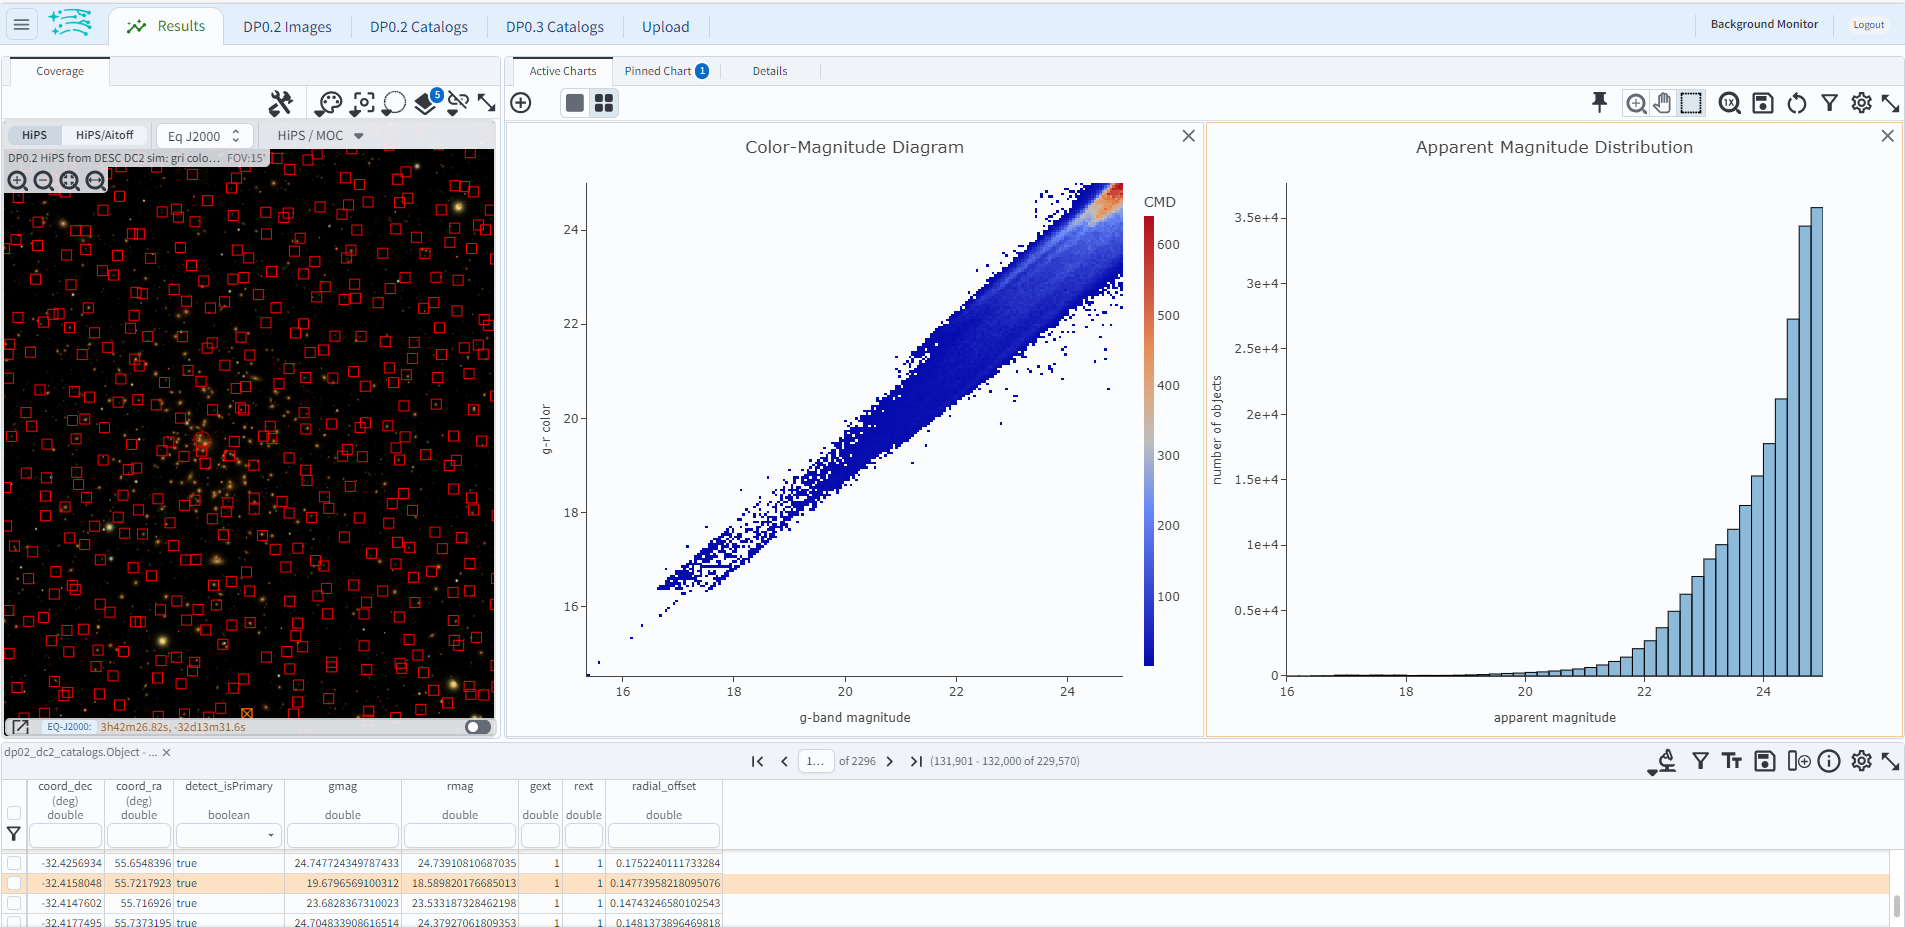 Results
DP0.2 Images
DP0.2 Catalogs
DP0.3 Catalogs
Upload
Background Monitor
Logout
Coverage
5
HiPS
HiPS/Aitoff
Eq J2000
HiPS / MOC
DP0.2 HiPS from DESC DC2 sim: gri colo... FOV:15'
EQ-J2000: 3h42m26.82s, -32d13m31.6s
Active Charts
Pinned Chart 1
Details
1X
Color-Magnitude Diagram
24
22
20
18
16
g-r color
16 18 20 22 24
g-band magnitude
CMD
600
500
400
300
200
100
Apparent Magnitude Distribution
3.5e+4
3e+4
2.5e+4
2e+4
1.5e+4
1e+4
0.5e+4
0
number of objects
16 18 20 22 24
apparent magnitude
dp02_dc2_catalogs.Object - ...
1... of 2296
(131,901 - 132,000 of 229,570)
coord_dec coord_ra detect_isPrimary gmag rmag gext rext radial_offset
(deg) (deg)
double double boolean double double double double double
-32.4256934 55.6548396 true 24.747724349787433 24.73910810687035 1 1 0.1752240111733284
-32.4158048 55.7217923 true 19.6796569100312 18.589820176685013 1 1 0.14773958218095076
-32.4147602 55.716926 true 23.6828367310023 23.533187328462198 1 1 0.14743246580102543
-32.4177495 55.7373195 true 24.704833908616514 24.37927061809353 1 1 0.1481373896469818